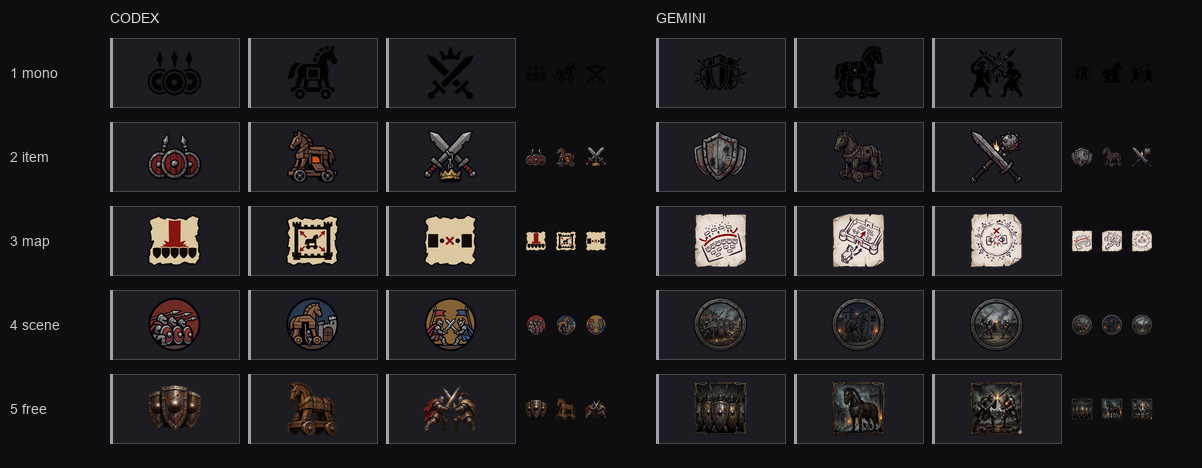 CODEX
GEMINI
1 mono
2 item
3 map
4 scene
5 free